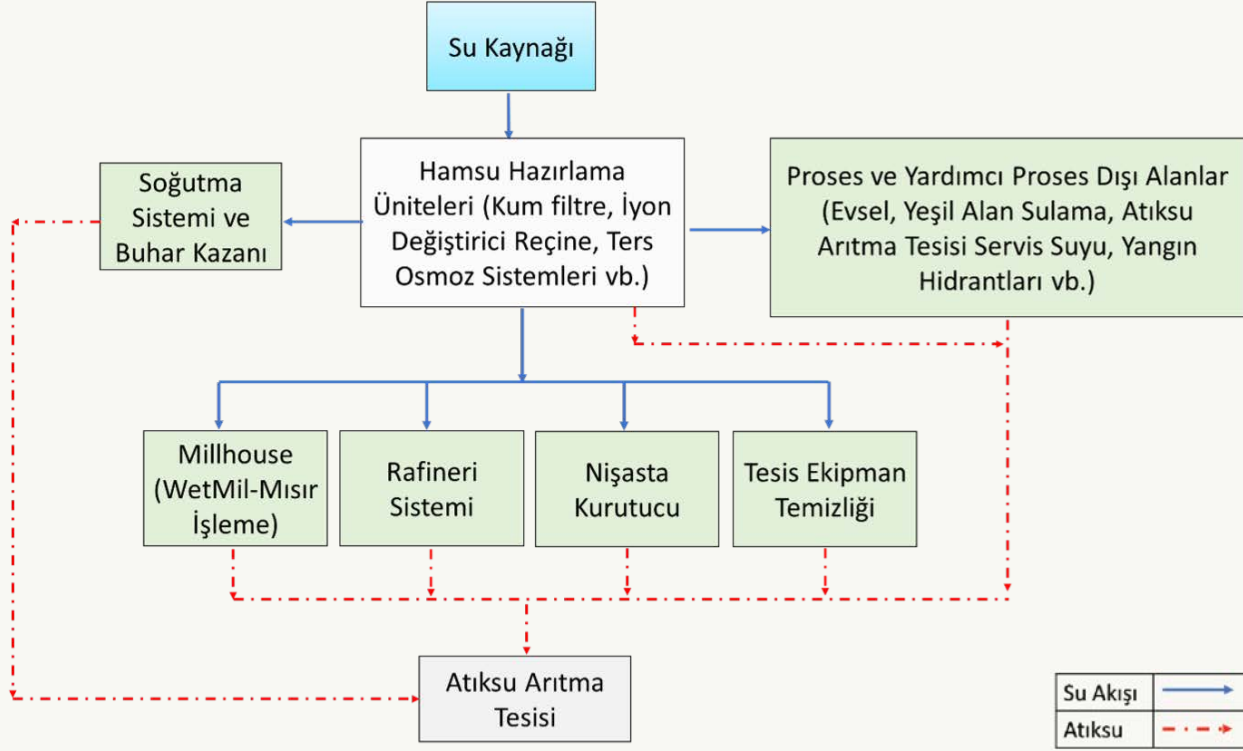 Su Kaynağı
Soğutma
Sistemi ve
Buhar Kazanı
Hamsu Hazırlama
Üniteleri (Kum filtre, İyon
Değiştirici Reçine, Ters
Osmoz Sistemleri vb.)
Proses ve Yardımcı Proses Dışı Alanlar
(Evsel, Yeşil Alan Sulama, Atıksu
Arıtma Tesisi Servis Suyu, Yangın
Hidrantları vb.)
Millhouse
(WetMil-Mısır
İşleme)
Rafineri
Sistemi
Nişasta
Kurutucu
Tesis Ekipman
Temizliği
Atıksu Arıtma
Tesisi
Su Akışı
Atıksu